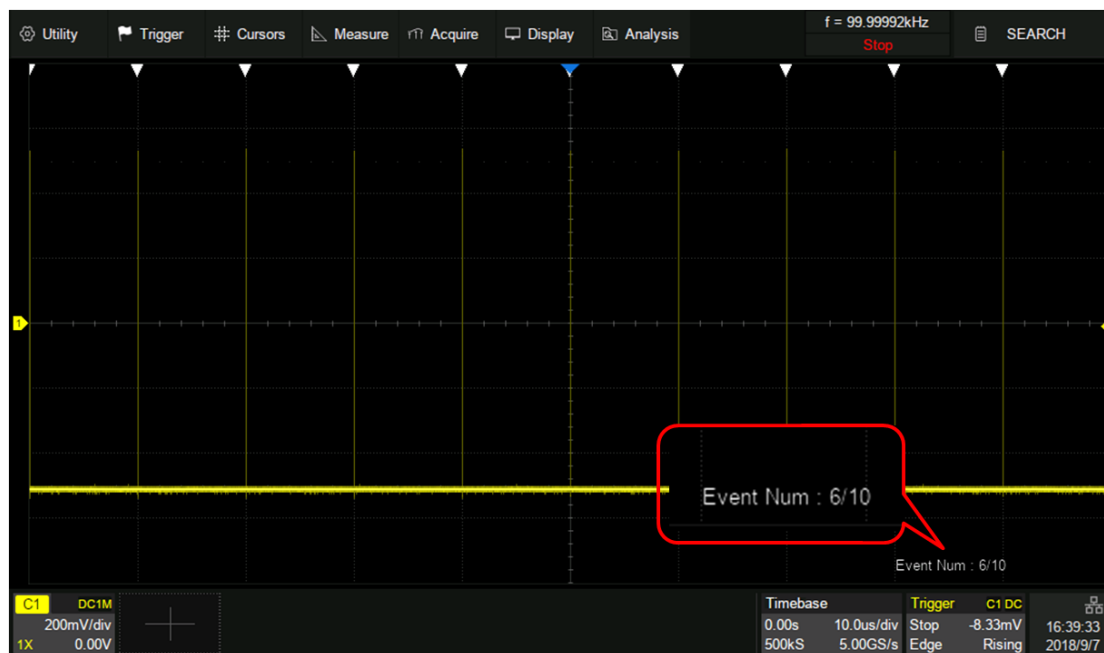 Utility Trigger Cursors Measure Acquire Display Analysis f = 99.99992kHz SEARCH
Stop
1
Event Num : 6/10
Event Num : 6/10
C1 DC1M Timebase Trigger C1 DC
200mV/div 0.00s 10.0us/div Stop -8.33mV 16:39:33
1X 0.00V 500kS 5.00GS/s Edge Rising 2018/9/7